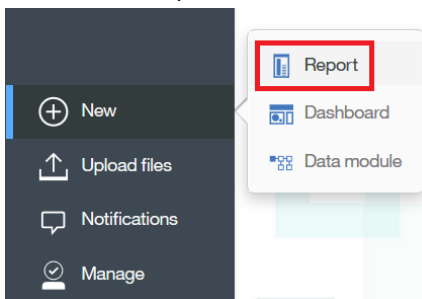 New
Upload files
Notifications
Manage
Report
Dashboard
Data module